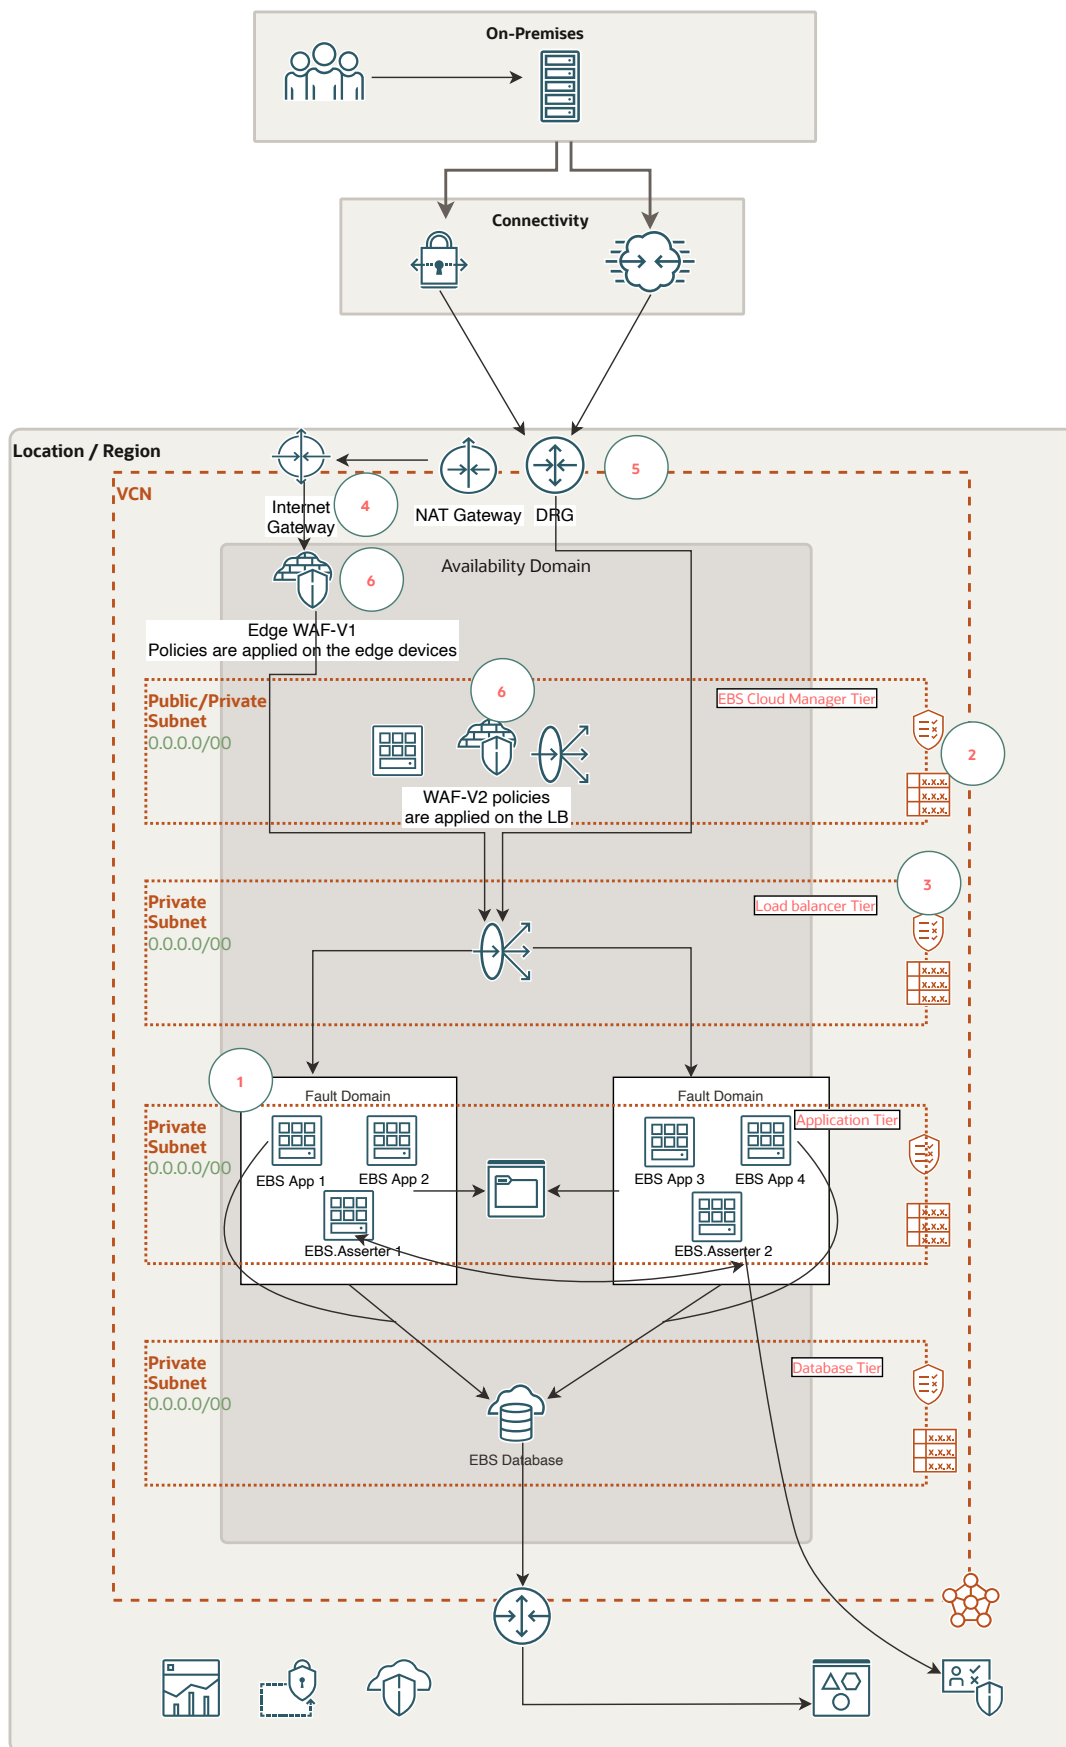 On-Premises
Connectivity
Location / Region
VCN
Internet
Gateway
4
NAT Gateway
DRG
5
Availability Domain
6
Edge WAF-V1
Policies are applied on the edge devices
Public/Private
Subnet
0.0.0.0/00
6
EBS Cloud Manager Tier
2
x.x.x.
x.x.x.
x.x.x.
WAF-V2 policies
are applied on the LB
Private
Subnet
0.0.0.0/00
Load balancer Tier
3
x.x.x.
x.x.x.
x.x.x.
1
Fault Domain
Fault Domain
Private
Subnet
0.0.0.0/00
Application Tier
EBS App 1
EBS App 2
EBS App 3
EBS App 4
x.x.x.
x.x.x.
x.x.x.
EBS.Asserter 1
EBS.Asserter 2
Private
Subnet
0.0.0.0/00
Database Tier
x.x.x.
x.x.x.
x.x.x.
EBS Database